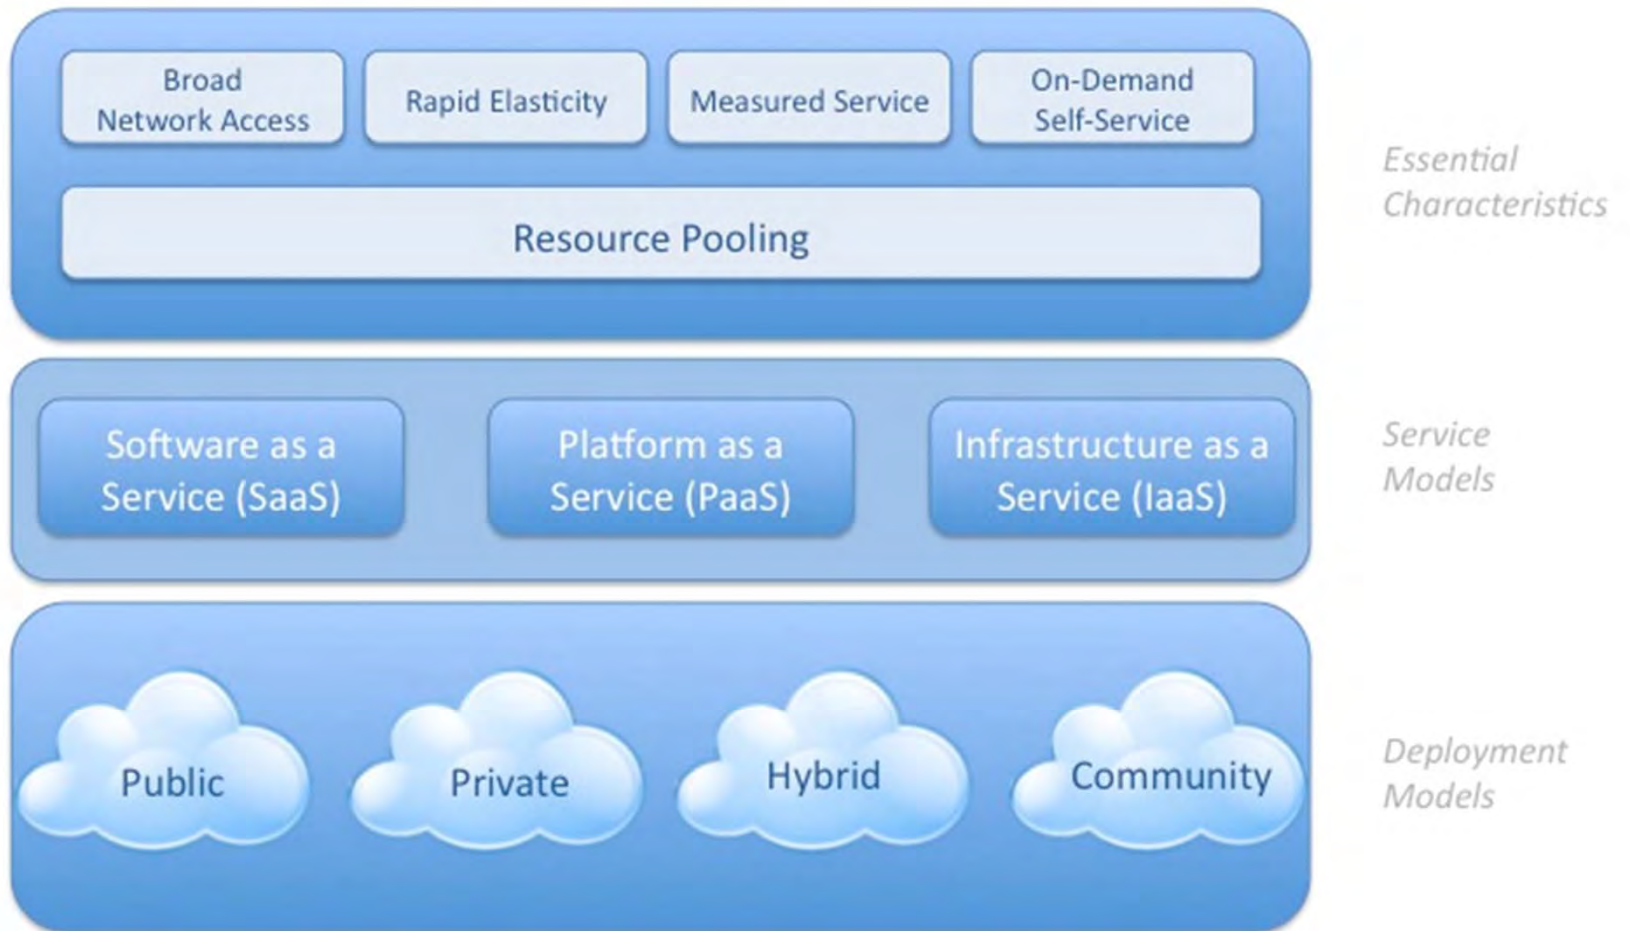 Broad
Network Access
Rapid Elasticity
Measured Service
On-Demand
Self-Service
Resource Pooling
Essential
Characteristics
Software as a
Service (SaaS)
Platform as a
Service (PaaS)
Infrastructure as a
Service (IaaS)
Service
Models
Public
Private
Hybrid
Community
Deployment
Models